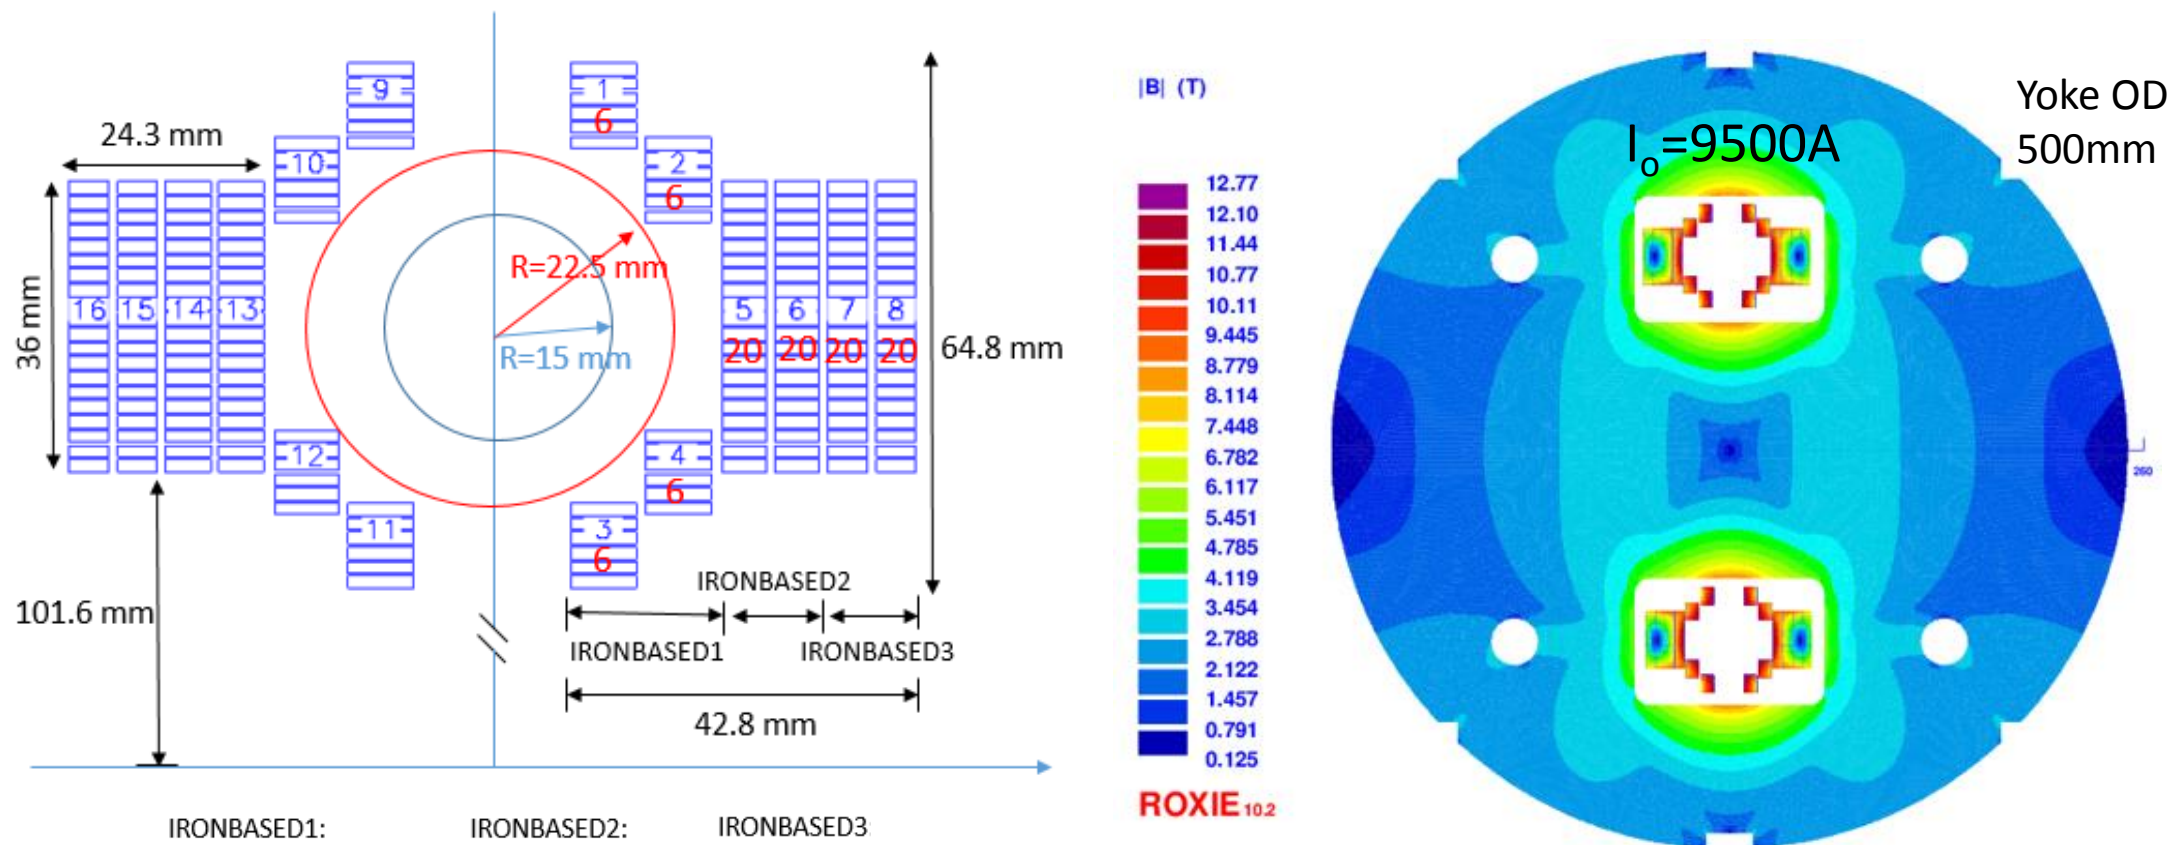 9
1
6
24.3 mm
10
2
6
36 mm
R=22.5 mm
16
15
14
13
5
6
7
8
20
20
20
20
R=15 mm
64.8 mm
12
4
6
11
3
6
IRONBASED2
101.6 mm
IRONBASED1
IRONBASED3
42.8 mm
IRONBASED1:
IRONBASED2:
IRONBASED3:
|B| (T)
12.77
12.10
11.44
10.77
10.11
9.445
8.779
8.114
7.448
6.782
6.117
5.451
4.785
4.119
3.454
2.788
2.122
1.457
0.791
0.125
ROXIE 10.2
Io=9500A
Yoke OD
500mm
250